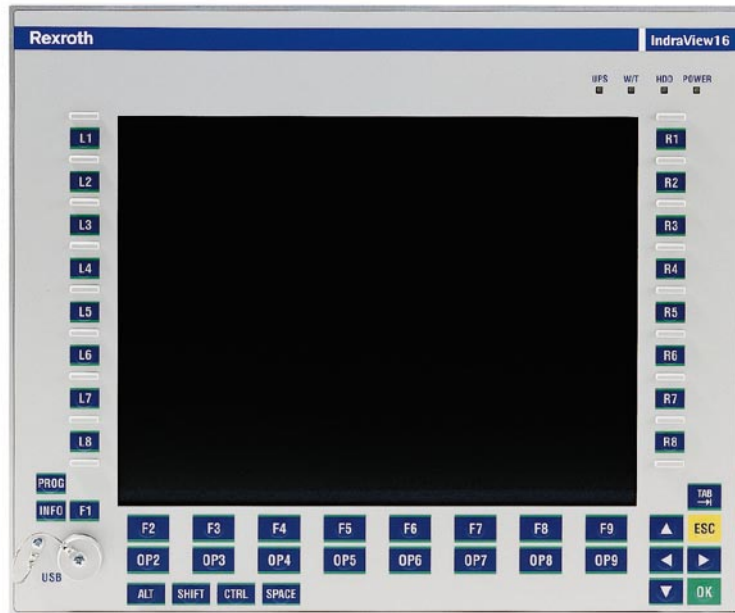 Rexroth IndraView16
UPS W/T HDD POWER
L1 R1
L2 R2
L3 R3
L4 R4
L5 R5
L6 R6
L7 R7
L8 R8
PROG
TAB
INFO F1 F2 F3 F4 F5 F6 F7 F8 F9 ESC
OP2 OP3 OP4 OP5 OP6 OP7 OP8 OP9
USB
ALT SHIFT CTRL SPACE OK